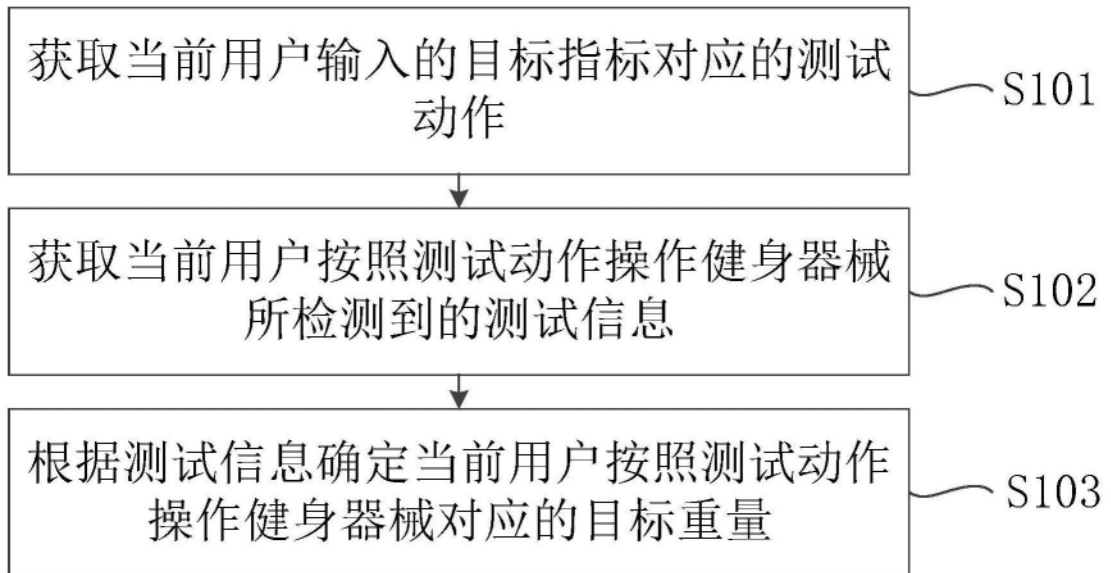 获取当前用户输入的目标指标对应的测试
动作
S101
获取当前用户按照测试动作操作健身器械
所检测到的测试信息
S102
根据测试信息确定当前用户按照测试动作
操作健身器械对应的目标重量
S103